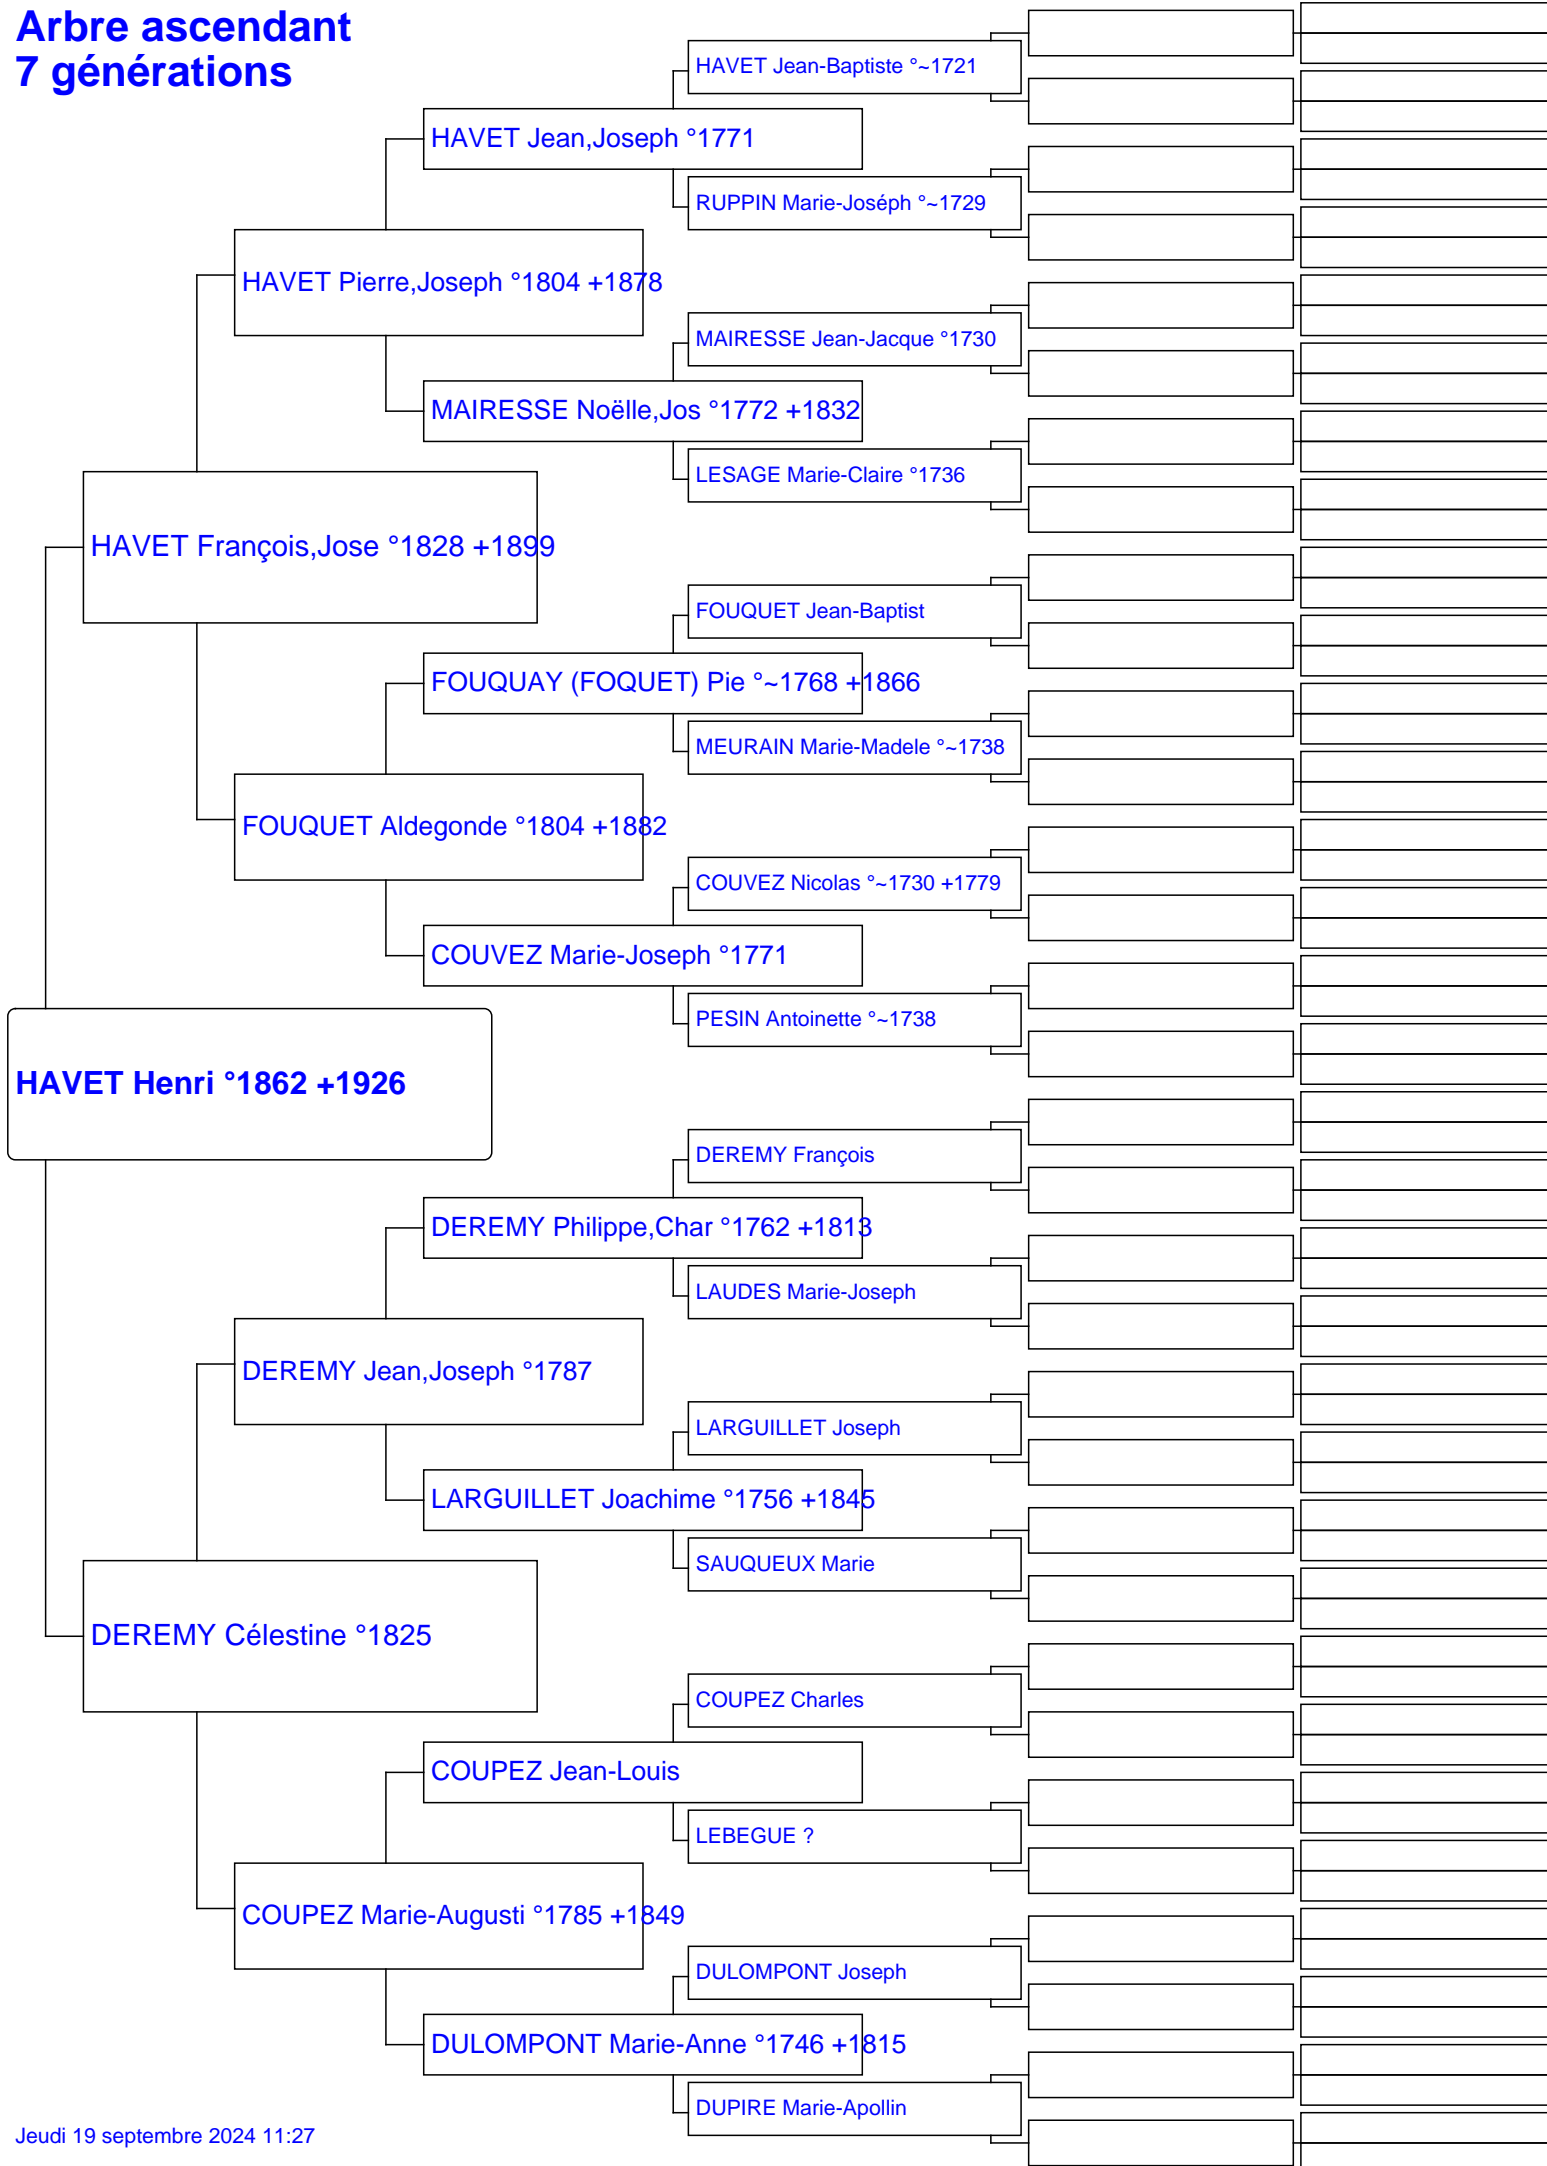 Arbre ascendant
7 générations
HAVET Jean-Baptiste °~1721
HAVET Jean,Joseph °1771
RUPPIN Marie-Joséph °~1729
HAVET Pierre,Joseph °1804 +1878
MAIRESSE Jean-Jacque °1730
MAIRESSE Noëlle,Jos °1772 +1832
LESAGE Marie-Claire °1736
HAVET François,Jose °1828 +1899
FOUQUET Jean-Baptist
FOUQUAY (FOQUET) Pie °~1768 +1866
MEURAIN Marie-Madele °~1738
FOUQUET Aldegonde °1804 +1882
COUVEZ Nicolas °~1730 +1779
COUVEZ Marie-Joseph °1771
PESIN Antoinette °~1738
HAVET Henri °1862 +1926
DEREMY François
DEREMY Philippe,Char °1762 +1813
LAUDES Marie-Joseph
DEREMY Jean,Joseph °1787
LARGUILLET Joseph
LARGUILLET Joachime °1756 +1845
SAUQUEUX Marie
DEREMY Célestine °1825
COUPEZ Charles
COUPEZ Jean-Louis
LEBEGUE ?
COUPEZ Marie-Augusti °1785 +1849
DULOMPONT Joseph
DULOMPONT Marie-Anne °1746 +1815
DUPIRE Marie-Apollin
Jeudi 19 septembre 2024 11:27